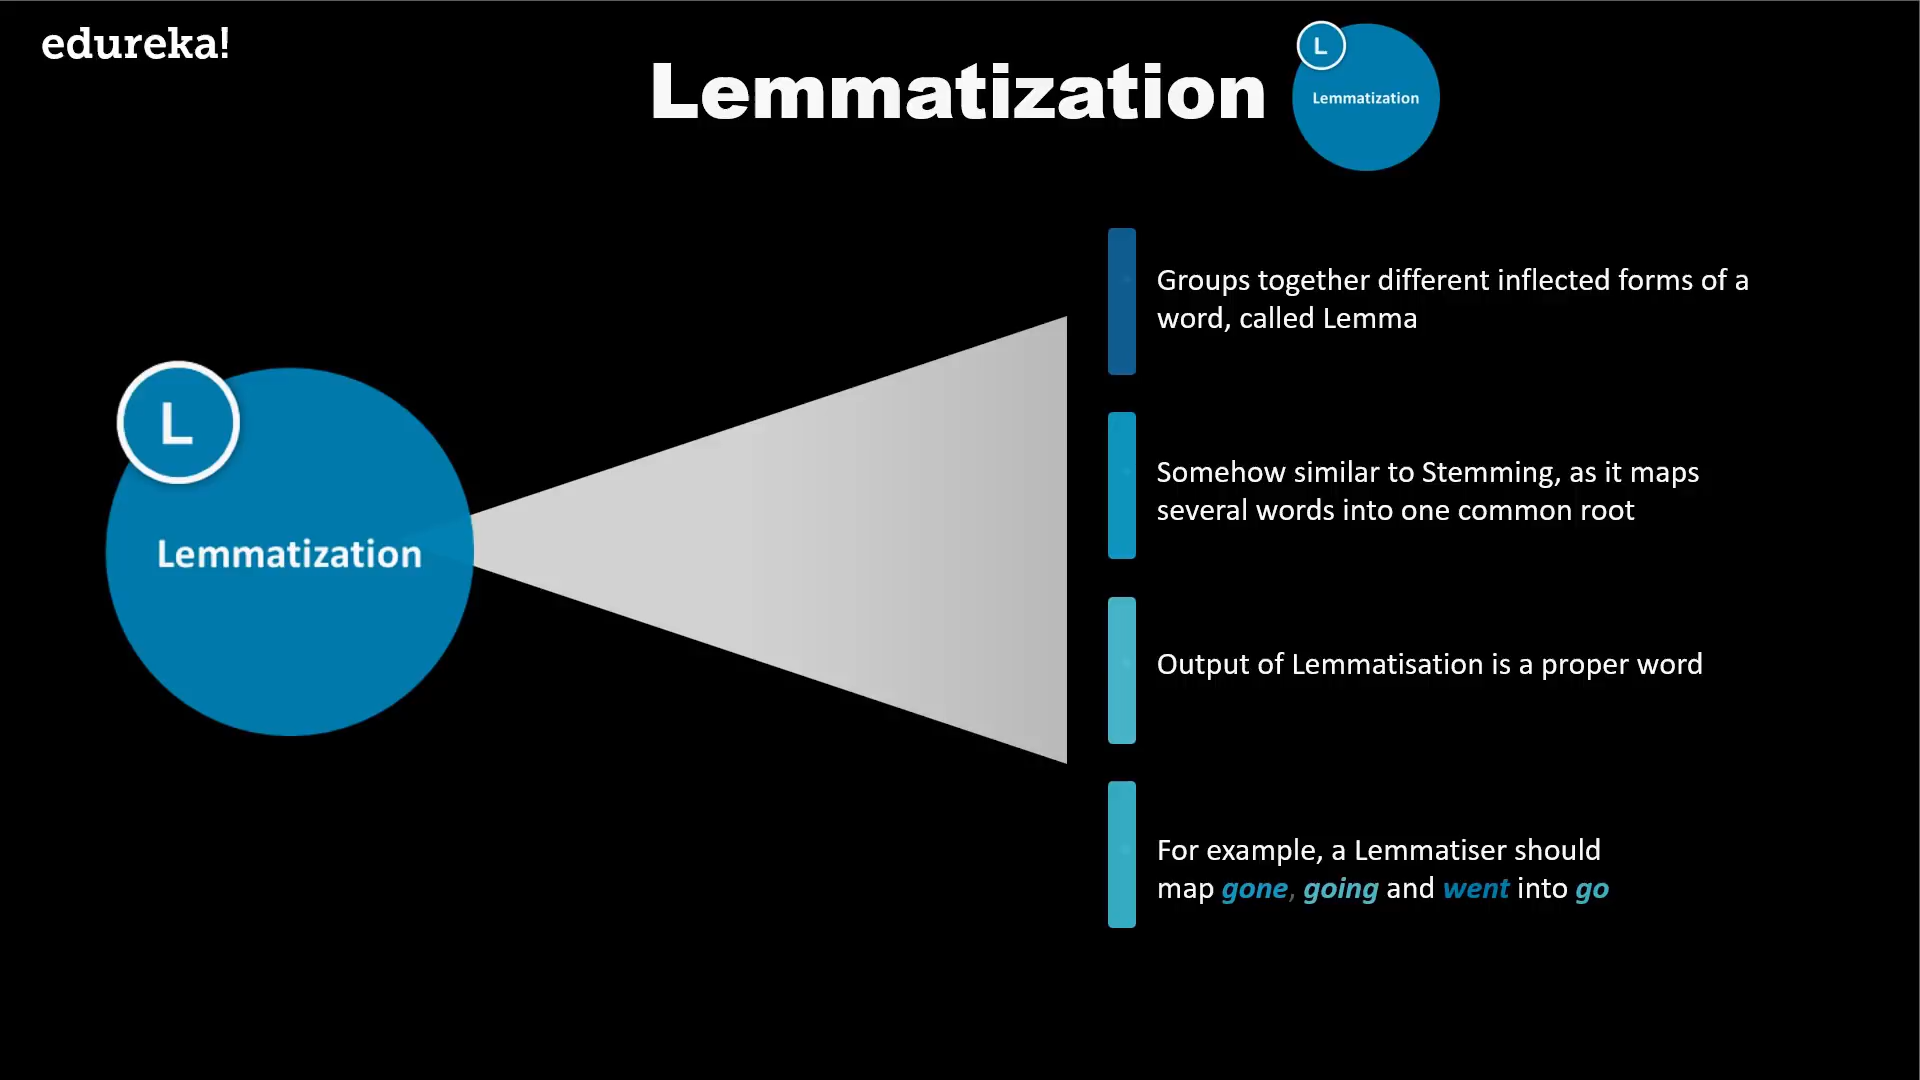 edureka!
Lemmatization
L
Lemmatization
Groups together different inflected forms of a
word, called Lemma
Somehow similar to Stemming, as it maps
several words into one common root
L
Lemmatization
Output of Lemmatisation is a proper word
For example, a Lemmatiser should
map gone, going and went into go